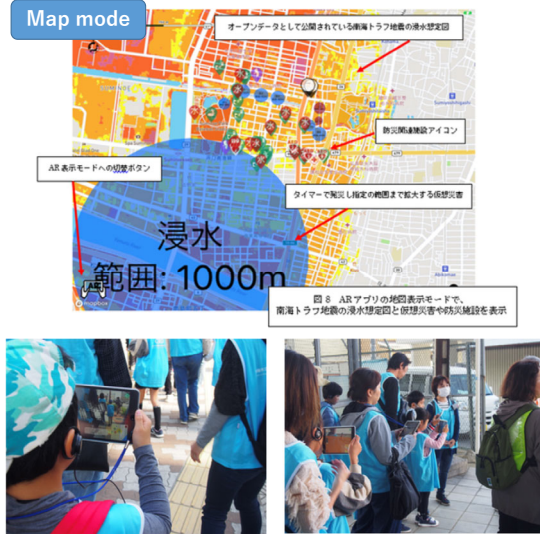 Map mode
オープンデータとして公開されている南海トラフ地震の浸水想定図
防災関連施設アイコン
AR表示モードへの切替ボタン
タイマーで発災し指定の範囲まで拡大する仮想災害
浸水
範囲: 1000m
AR
mapbox
図8 ARアプリの地図表示モードで、
南海トラフ地震の浸水想定図と仮想災害や防災施設を表示